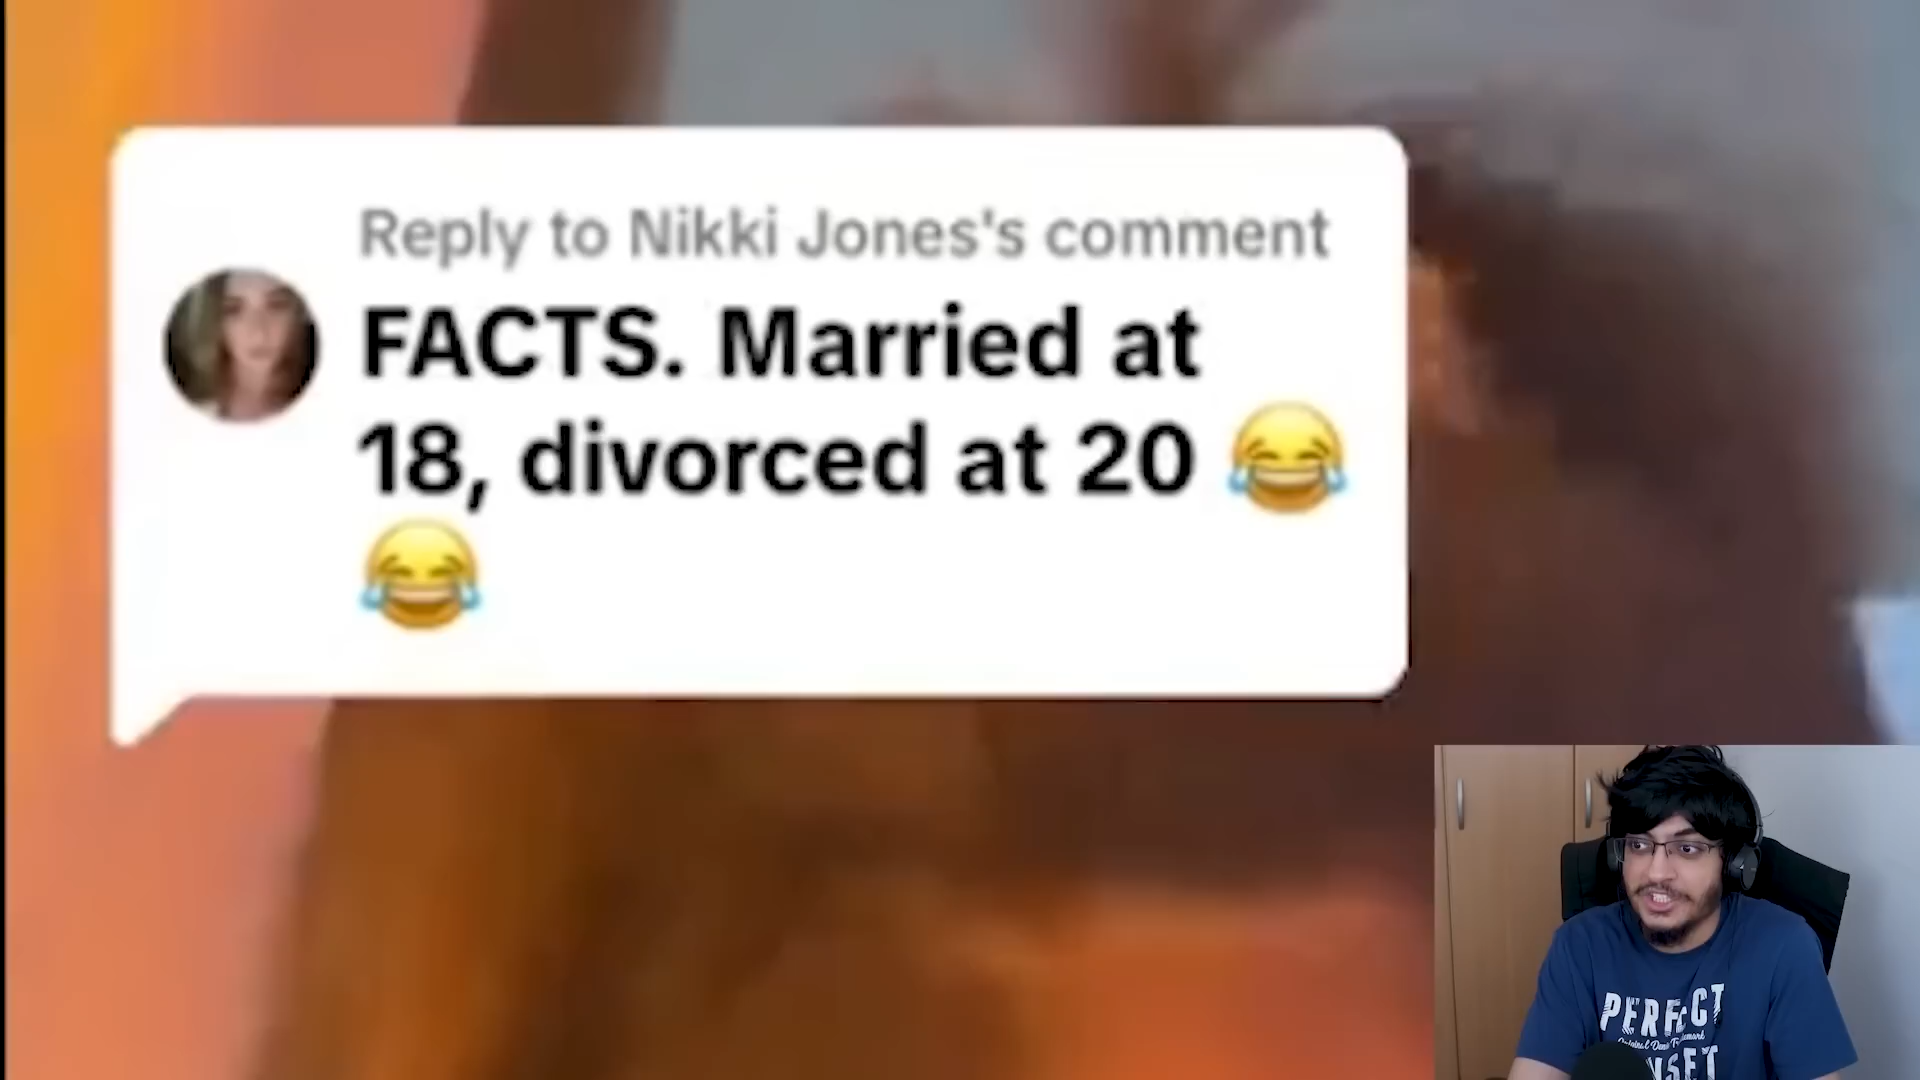 Reply to Nikki Jones's comment
FACTS. Married at
18, divorced at 20 😂
😂
PERFECT